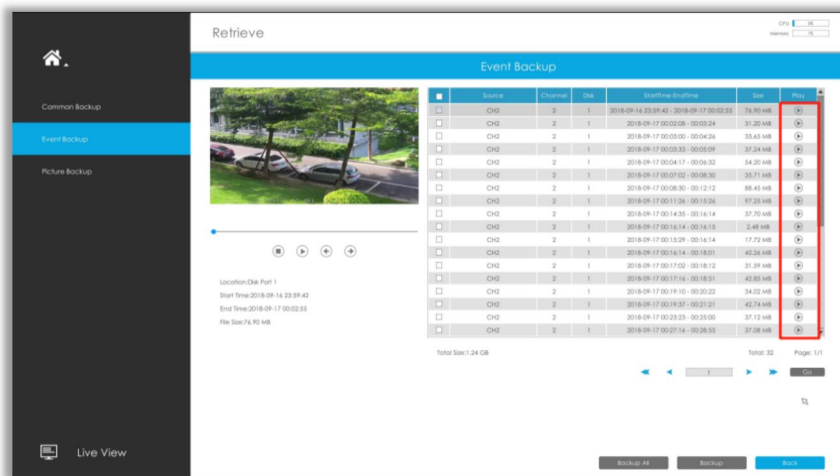 Retrieve
CPU
Memory
Event Backup
Common Backup
Event Backup
Picture Backup
Source Channel Disk StartTime-EndTime Size Play
CH2 2 1 2018-09-16 23:59:42 - 2018-09-17 00:02:55 76.90 MB
CH2 2 1 2018-09-17 00:02:08 - 00:03:24 31.20 MB
CH2 2 1 2018-09-17 00:03:00 - 00:04:26 35.65 MB
CH2 2 1 2018-09-17 00:03:33 - 00:05:09 37.24 MB
CH2 2 1 2018-09-17 00:04:17 - 00:06:32 54.20 MB
CH2 2 1 2018-09-17 00:07:02 - 00:08:30 35.71 MB
CH2 2 1 2018-09-17 00:08:30 - 00:12:12 88.45 MB
CH2 2 1 2018-09-17 00:11:26 - 00:15:26 97.25 MB
CH2 2 1 2018-09-17 00:14:35 - 00:16:14 37.70 MB
CH2 2 1 2018-09-17 00:16:14 - 00:16:15 2.48 MB
CH2 2 1 2018-09-17 00:15:29 - 00:16:14 17.72 MB
CH2 2 1 2018-09-17 00:16:14 - 00:18:01 42.26 MB
CH2 2 1 2018-09-17 00:17:02 - 00:18:12 31.29 MB
CH2 2 1 2018-09-17 00:17:16 - 00:18:51 42.85 MB
CH2 2 1 2018-09-17 00:19:10 - 00:20:22 34.02 MB
CH2 2 1 2018-09-17 00:19:37 - 00:21:21 42.74 MB
CH2 2 1 2018-09-17 00:23:23 - 00:25:00 37.12 MB
CH2 2 1 2018-09-17 00:27:16 - 00:28:55 37.08 MB
Location:Disk Port 1
Start Time:2018-09-16 23:59:42
End Time:2018-09-17 00:02:55
File Size:76.90 MB
Total Size:1.24 GB Total: 32 Page: 1/1
1 Go
Live View
Backup All Backup Back